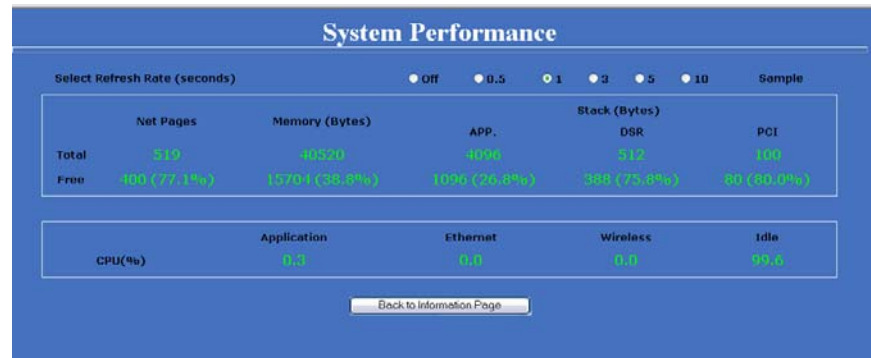 System Performance
Select Refresh Rate (seconds) Off 0.5 1 3 5 10 Sample
Stack (Bytes)
Net Pages Memory (Bytes) APP. DSR PCI
Total 519 40520 4096 512 100
Free 400 (77.1%) 15704 (38.8%) 1096 (26.8%) 388 (75.8%) 80 (80.0%)
Application Ethernet Wireless Idle
CPU(%) 0.3 0.0 0.0 99.6
Back to Information Page